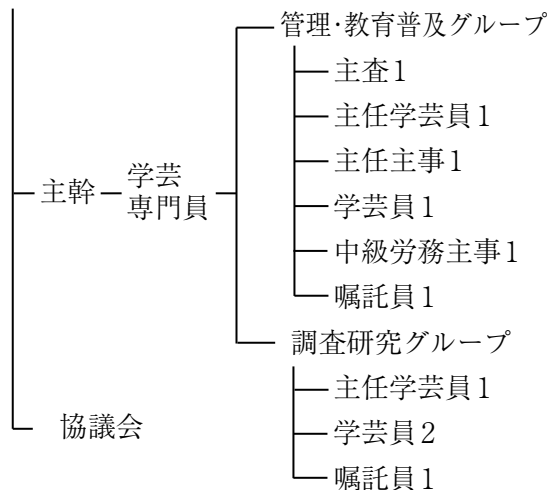 管理・教育普及グループ
主査1
主任学芸員1
主任主事1
主幹
学芸
専門員
学芸員1
中級労務主事1
嘱託員1
調査研究グループ
主任学芸員1
協議会
学芸員2
嘱託員1